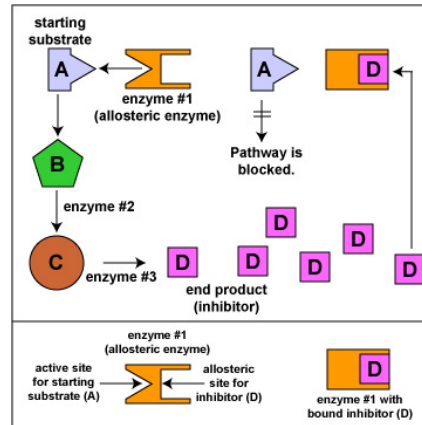 starting
substrate
A
enzyme #1
(allosteric enzyme)
A
D
Pathway is
blocked.
B
enzyme #2
C
enzyme #3
D
D
D
D
D
D
end product
(inhibitor)
enzyme #1
(allosteric enzyme)
active site
for starting
substrate (A)
allosteric
site for
inhibitor (D)
D
enzyme #1 with
bound inhibitor (D)